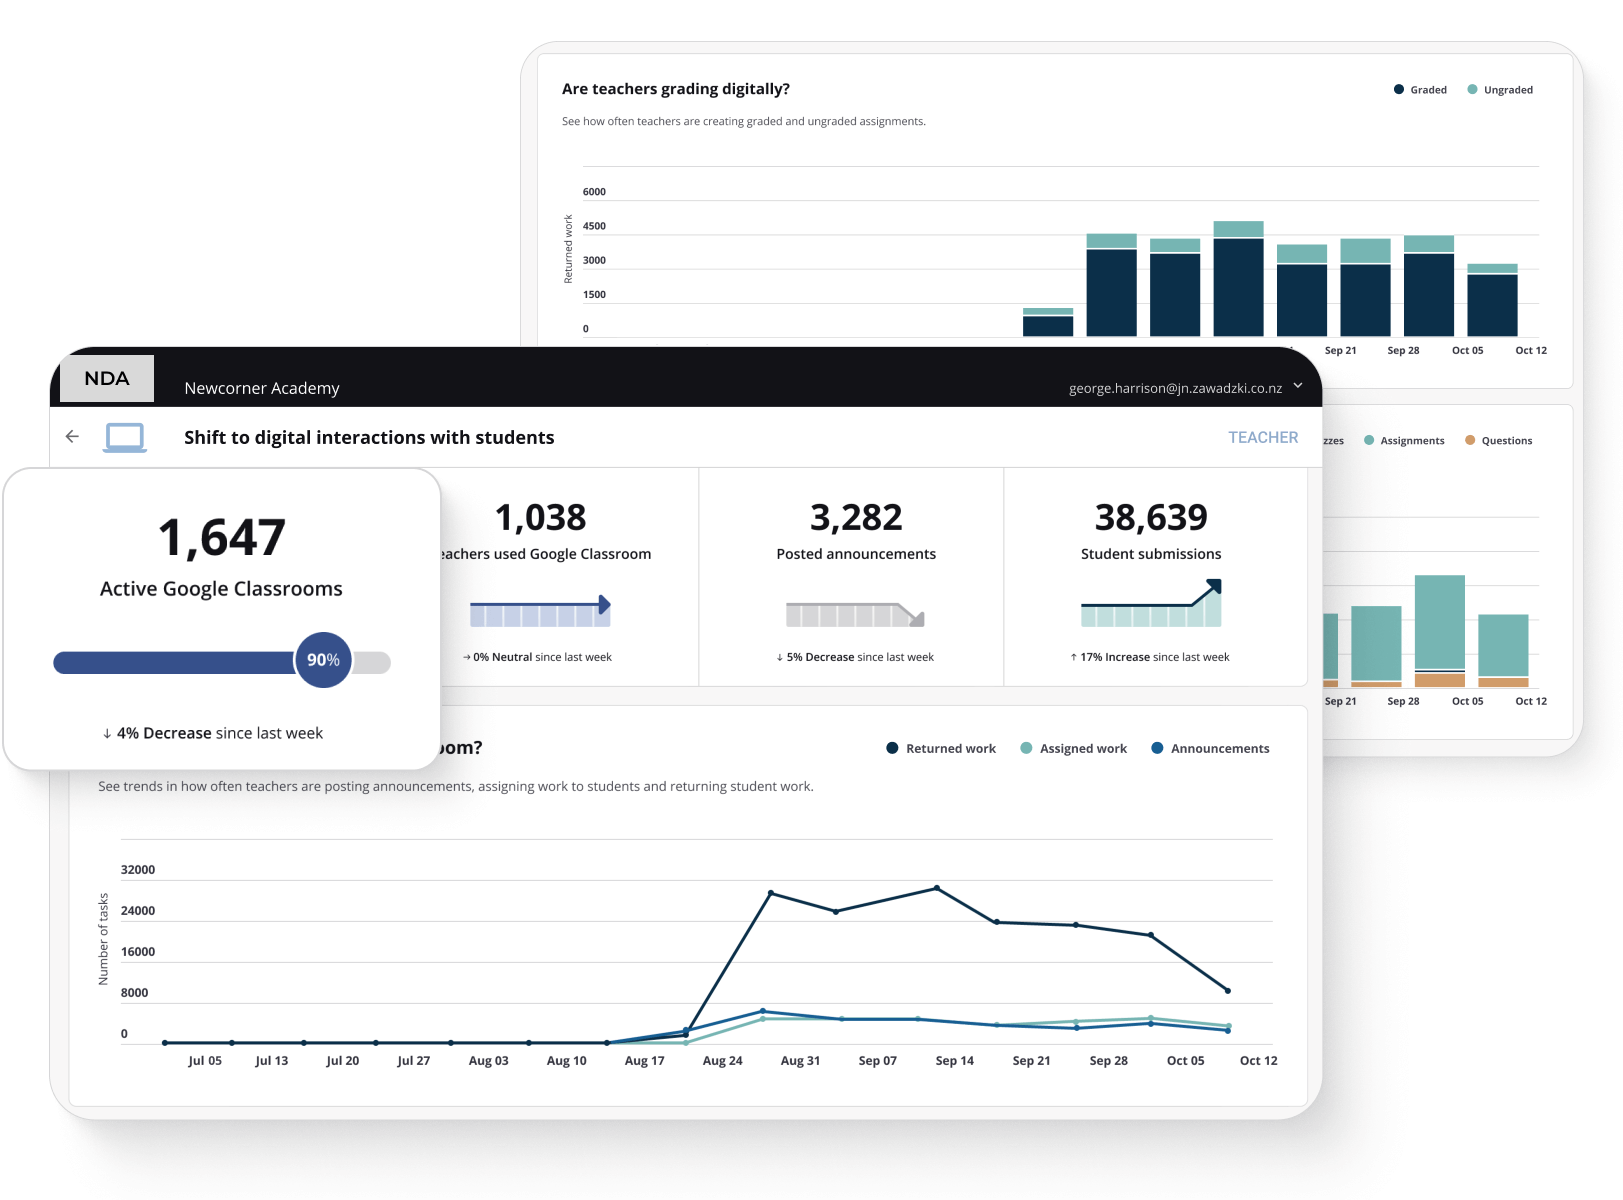 Are teachers grading digitally?
Graded
Ungraded
See how often teachers are creating graded and ungraded assignments.
Returned work
6000
4500
3000
1500
0
Sep 21
Sep 28
Oct 05
Oct 12
NDA
Newcorner Academy
george.harrison@jn.zawadzki.co.nz
Shift to digital interactions with students
TEACHER
zzes
Assignments
Questions
Sep 21
Sep 28
Oct 05
Oct 12
1,647
Active Google Classrooms
90%
↓ 4% Decrease since last week
1,038
eachers used Google Classroom
→ 0% Neutral since last week
3,282
Posted announcements
↓ 5% Decrease since last week
38,639
Student submissions
↑ 17% Increase since last week
oom?
Returned work
Assigned work
Announcements
See trends in how often teachers are posting announcements, assigning work to students and returning student work.
Number of tasks
32000
24000
16000
8000
0
Jul 05
Jul 13
Jul 20
Jul 27
Aug 03
Aug 10
Aug 17
Aug 24
Aug 31
Sep 07
Sep 14
Sep 21
Sep 28
Oct 05
Oct 12